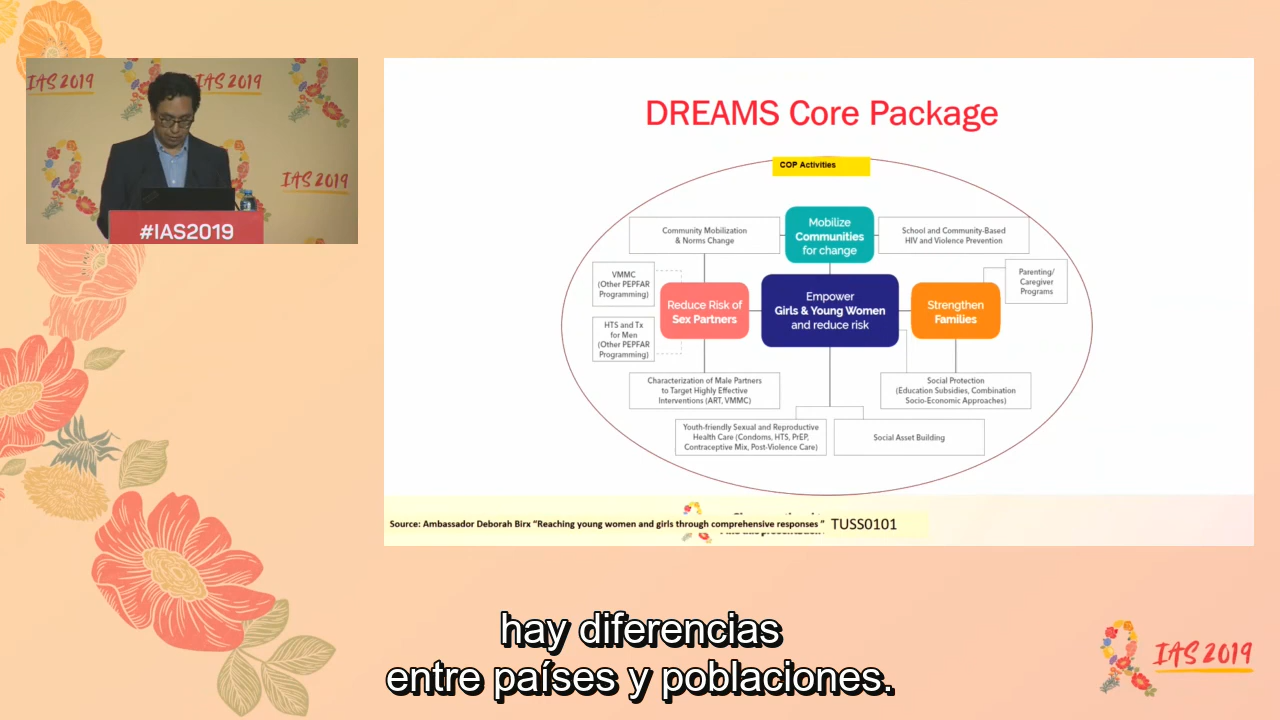 IAS 2019
IAS 2019
IAS 2019
#IAS2019
DREAMS Core Package
COP Activities
Mobilize
Communities
for change
Community Mobilization
& Norms Change
School and Community-Based
HIV and Violence Prevention
VMMC
(Other PEPFAR
Programming)
Parenting/
Caregiver
Programs
Reduce Risk of
Sex Partners
Empower
Girls & Young Women
and reduce risk
Strengthen
Families
HTS and Tx
for Men
(Other PEPFAR
Programming)
Characterization of Male Partners
to Target Highly Effective
Interventions (ART, VMMC)
Social Protection
(Education Subsidies, Combination
Socio-Economic Approaches)
Youth-friendly Sexual and Reproductive
Health Care (Condoms, HTS, PrEP,
Contraceptive Mix, Post-Violence Care)
Social Asset Building
Source: Ambassador Deborah Birx "Reaching young women and girls through comprehensive responses" TUSS0101
hay diferencias
entre países y poblaciones.
IAS 2019